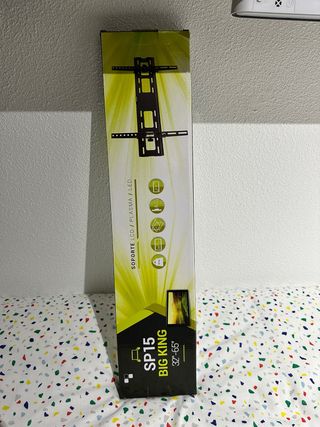 SOPORTE LCD / PLASMA / LED
SP15
BIG KING
32"-65"